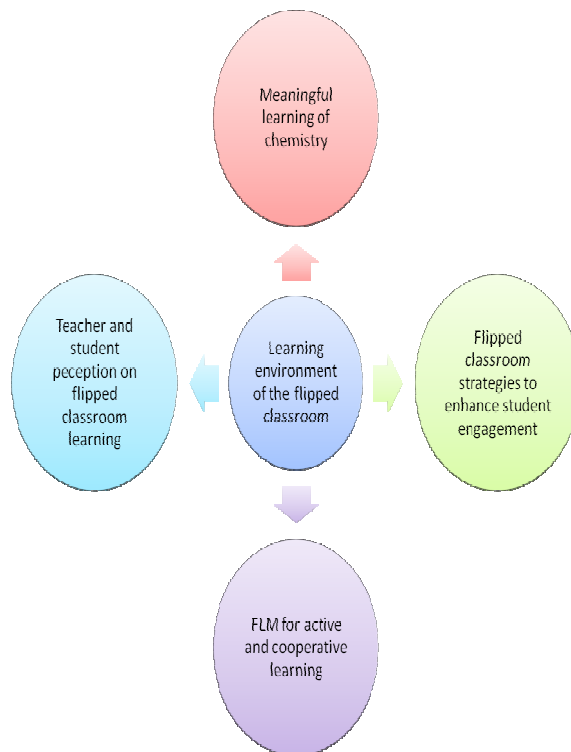 Meaningful
learning of
chemistry
Teacher and
student
peception on
flipped
classroom
learning
Learning
environment
of the flipped
classroom
Flipped
classroom
strategies to
enhance student
engagement
FLM for active
and cooperative
learning